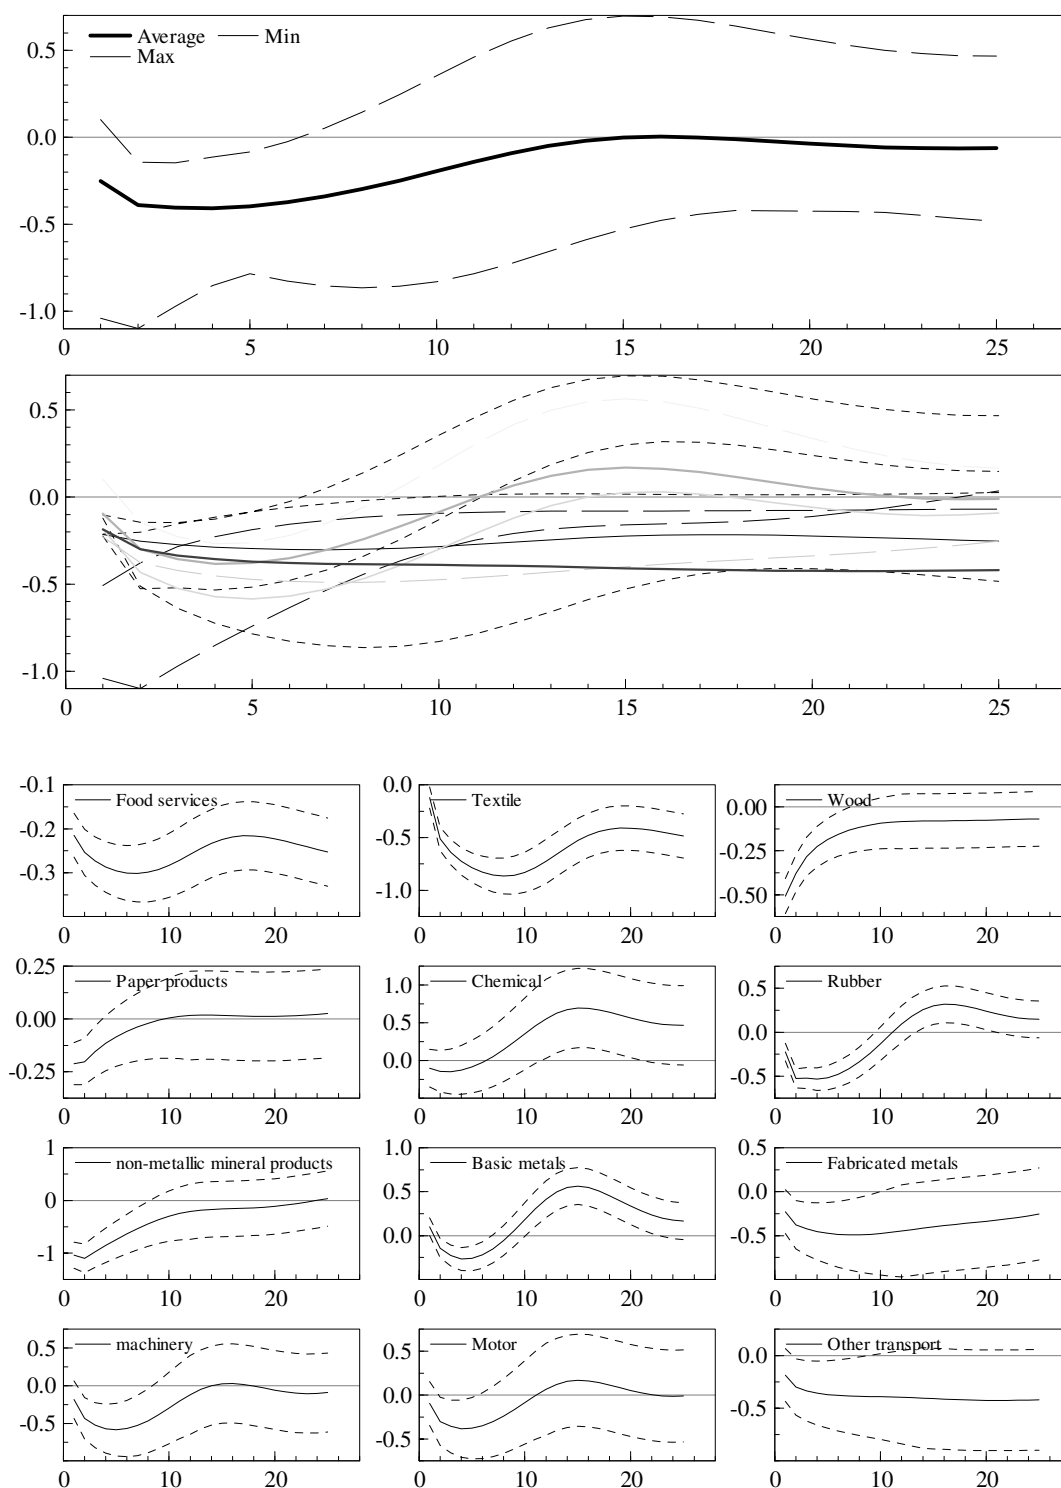 0.5
Average Min
Max
0.0
-0.5
-1.0
0 5 10 15 20 25
0.5
0.0
-0.5
-1.0
0 5 10 15 20 25
-0.1 Food services 0.0 Textile Wood
0.00
-0.2
-0.5 -0.25
-0.3
-1.0 -0.50
0 10 20 0 10 20 0 10 20
0.25 Paper products Chemical Rubber
1.0 0.5
0.00 0.5 0.0
-0.25 0.0 -0.5
0 10 20 0 10 20 0 10 20
1 non-metallic mineral products 1.0 Basic metals 0.5 Fabricated metals
0 0.5 0.0
-1 0.0 -0.5
0 10 20 0 10 20 0 10 20
machinery Motor Other transport
0.5 0.5 0.0
0.0 0.0
-0.5 -0.5 -0.5
0 10 20 0 10 20 0 10 20